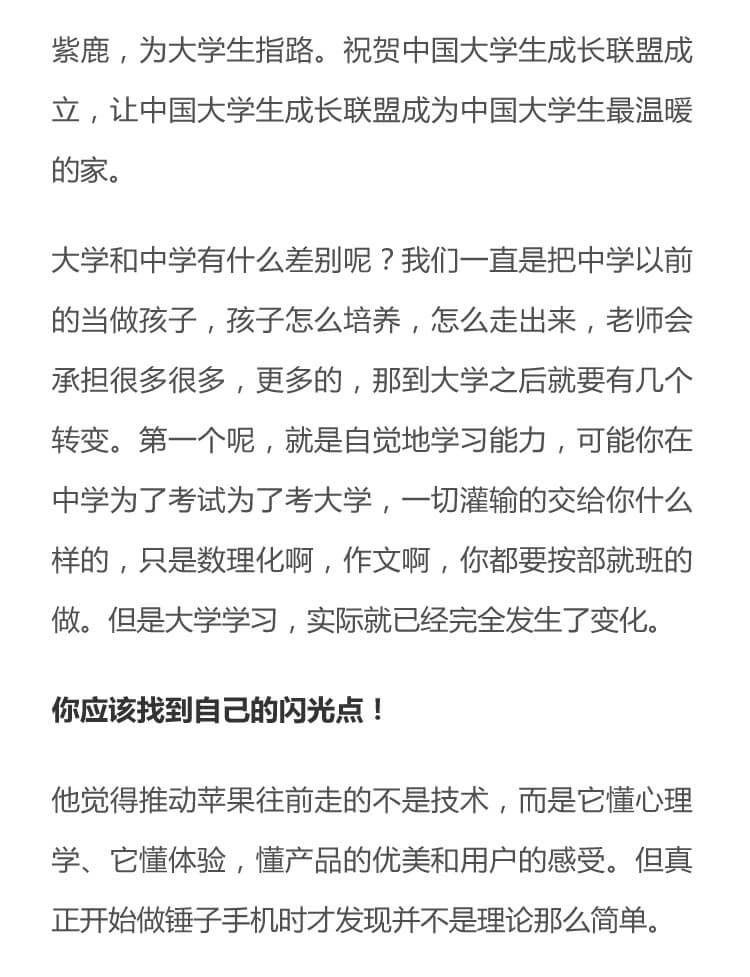 紫鹿，为大学生指路。祝贺中国大学生成长联盟成
立，让中国大学生成长联盟成为中国大学生最温暖
的家。
大学和中学有什么差别呢？我们一直是把中学以前
的当做孩子，孩子怎么培养，怎么走出来，老师会
承担很多很多，更多的，那到大学之后就要有几个
转变。第一个呢，就是自觉地学习能力，可能你在
中学为了考试为了考大学，一切灌输的交给你什么
样的，只是数理化啊，作文啊，你都要按部就班的
做。但是大学学习，实际就已经完全发生了变化。
你应该找到自己的闪光点！
他觉得推动苹果往前走的不是技术，而是它懂心理
学、它懂体验，懂产品的优美和用户的感受。但真
正开始做锤子手机时才发现并不是理论那么简单。